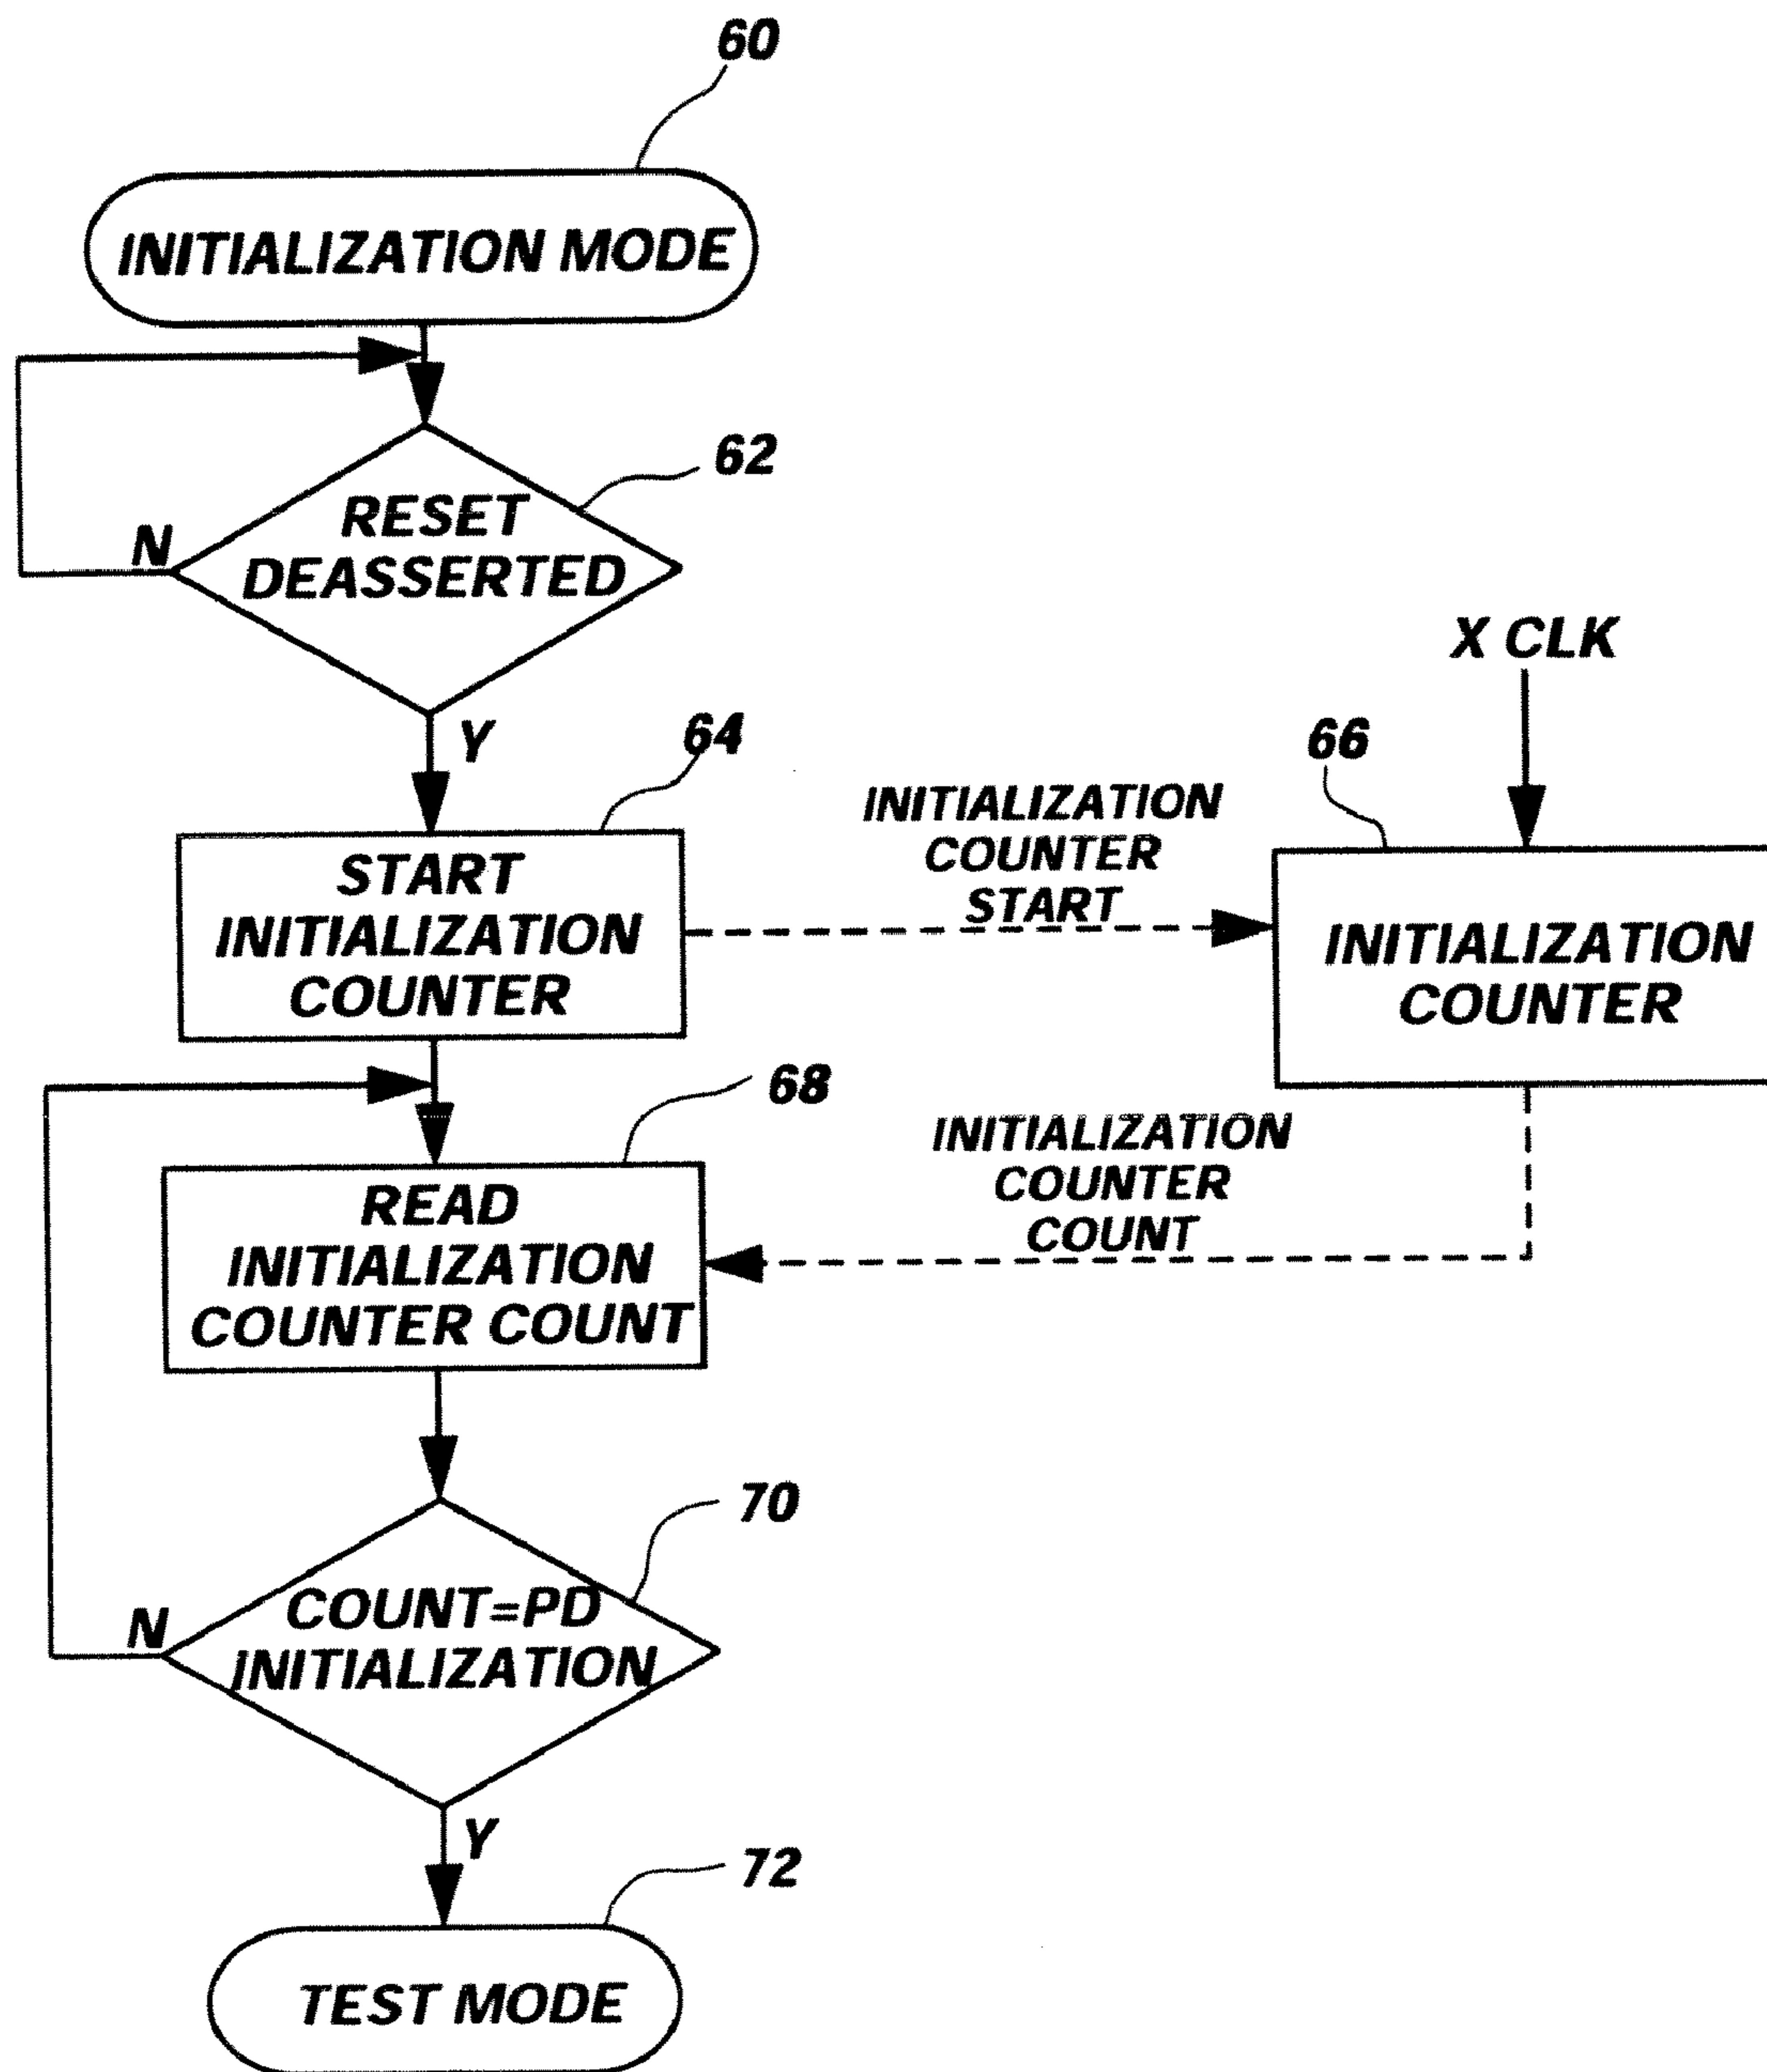 60
INITIALIZATION MODE
62
RESET
DEASSERTED
N
Y
64
START
INITIALIZATION
COUNTER
INITIALIZATION
COUNTER
START
X CLK
66
INITIALIZATION
COUNTER
68
READ
INITIALIZATION
COUNTER COUNT
INITIALIZATION
COUNTER
COUNT
70
COUNT=PD
INITIALIZATION
N
Y
72
TEST MODE